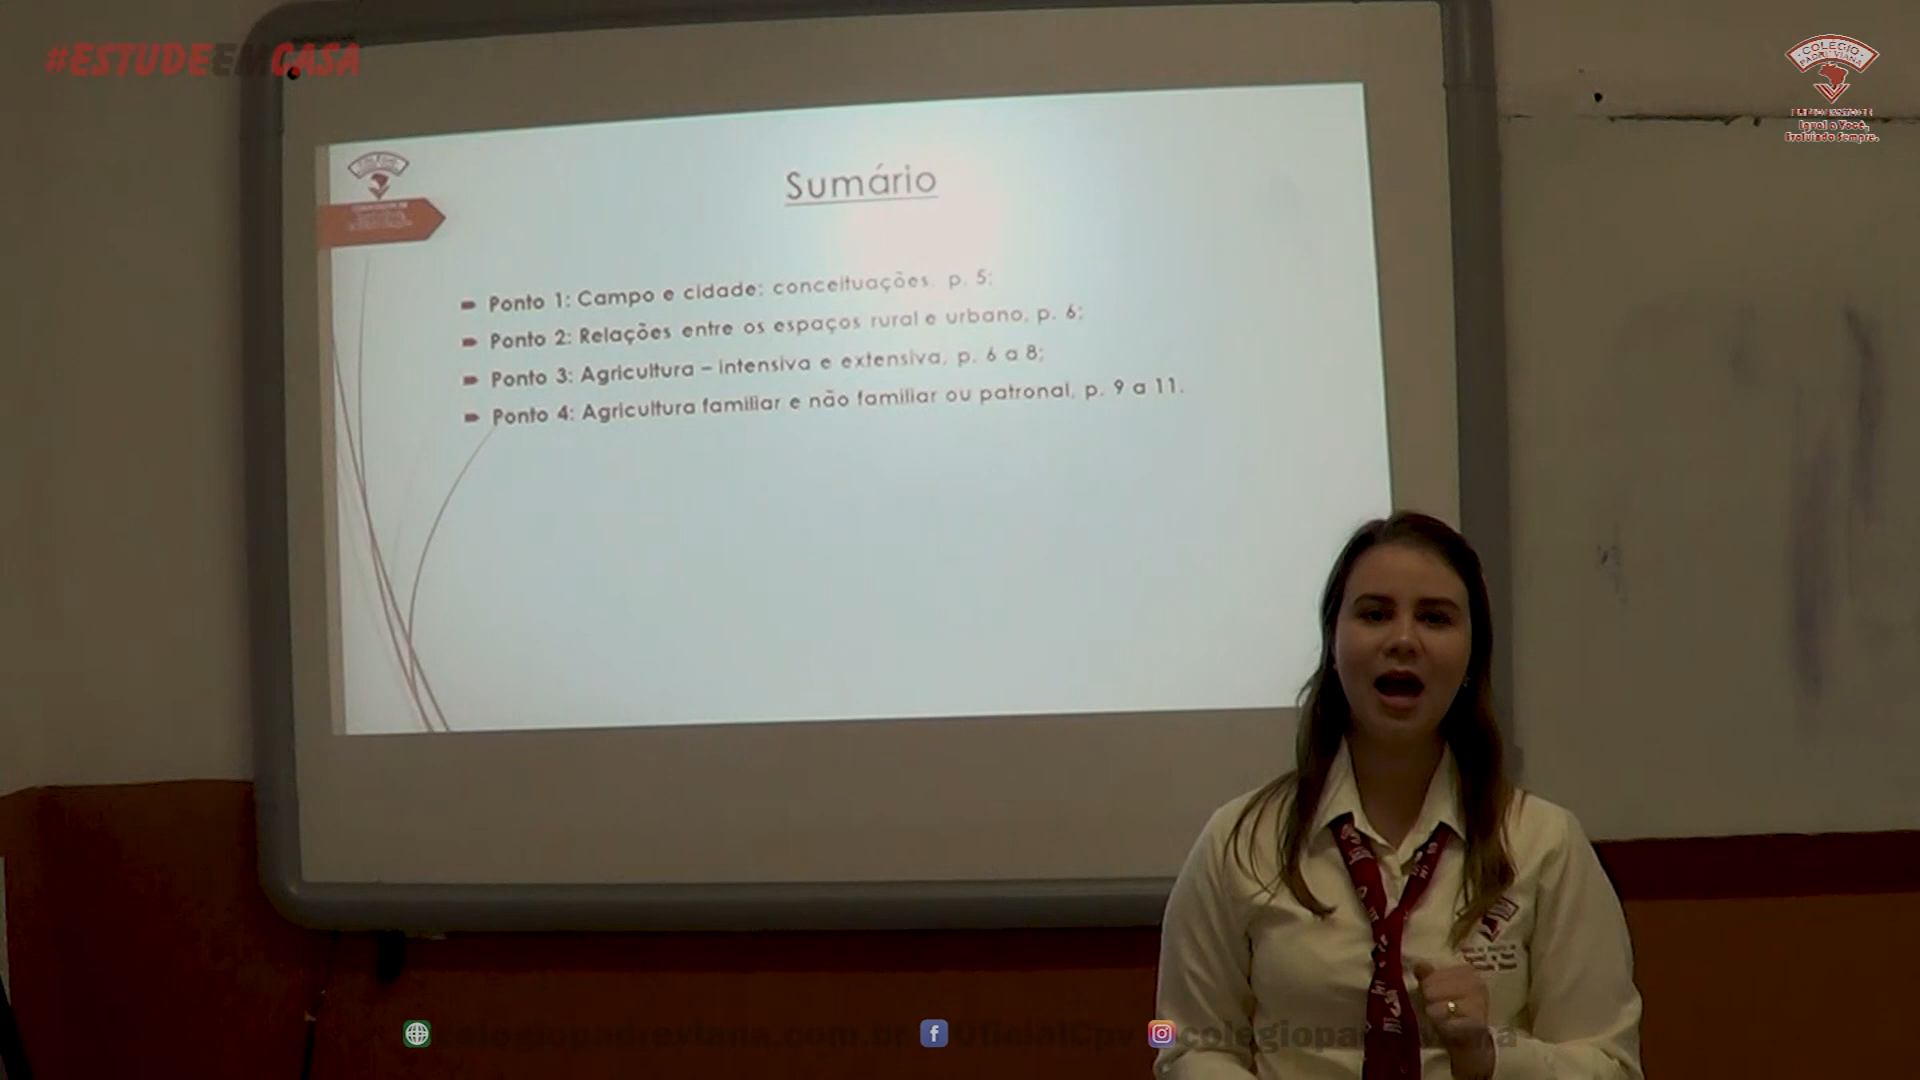 #ESTUDEEMCASA
COLÉGIO
PADRE VIANA
Igual a Você,
Evoluindo Sempre.
Sumário
Ponto 1: Campo e cidade: conceituações, p. 5;
Ponto 2: Relações entre os espaços rural e urbano, p. 6;
Ponto 3: Agricultura – intensiva e extensiva, p. 6 a 8;
Ponto 4: Agricultura familiar e não familiar ou patronal, p. 9 a 11.
colegiopadreviana.com.br OficialCpv colegiopadreviana